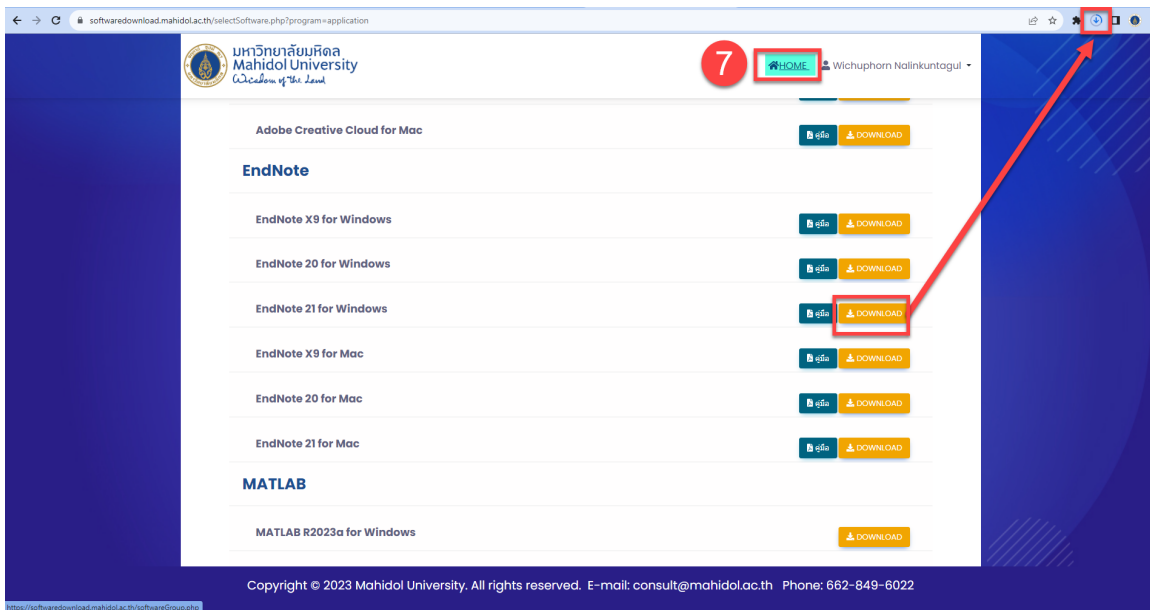 softwaredownload.mahidol.ac.th/selectSoftware.php?program=application
มหาวิทยาลัยมหิดล
Mahidol University
Wisdom of the Land
7
HOME
Wichuphorn Nalinkuntagul
Adobe Creative Cloud for Mac
คู่มือ DOWNLOAD
EndNote
EndNote X9 for Windows
คู่มือ DOWNLOAD
EndNote 20 for Windows
คู่มือ DOWNLOAD
EndNote 21 for Windows
คู่มือ DOWNLOAD
EndNote X9 for Mac
คู่มือ DOWNLOAD
EndNote 20 for Mac
คู่มือ DOWNLOAD
EndNote 21 for Mac
คู่มือ DOWNLOAD
MATLAB
MATLAB R2023a for Windows
DOWNLOAD
Copyright © 2023 Mahidol University. All rights reserved. E-mail: consult@mahidol.ac.th Phone: 662-849-6022
https://softwaredownload.mahidol.ac.th/softwareGroup.php